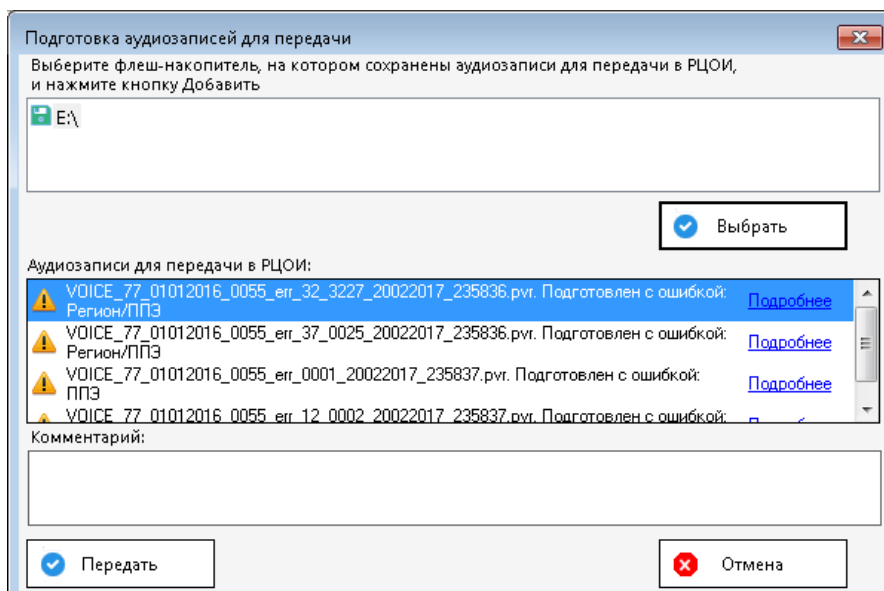 Подготовка аудиозаписей для передачи
Выберите флеш-накопитель, на котором сохранены аудиозаписи для передачи в РЦОИ,
и нажмите кнопку Добавить
E:\
Выбрать
Аудиозаписи для передачи в РЦОИ:
VOICE_77_01012016_0055_err_32_3227_20022017_235836.pvr. Подготовлен с ошибкой: Подробнее
Регион/ППЭ
VOICE_77_01012016_0055_err_37_0025_20022017_235836.pvr. Подготовлен с ошибкой: Подробнее
Регион/ППЭ
VOICE_77_01012016_0055_err_0001_20022017_235837.pvr. Подготовлен с ошибкой: Подробнее
ППЭ
VOICE_77_01012016_0055_err_12_0002_20022017_235837.pvr. Подготовлен с ошибкой:
Комментарий:
Передать
Отмена